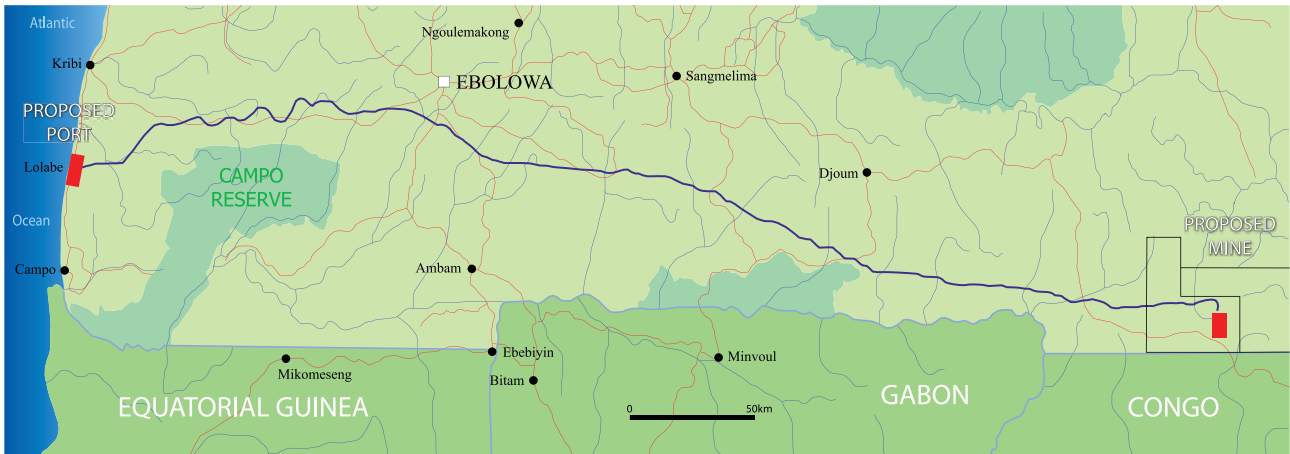 Atlantic
Ngoulemakong
Kribi
Sangmelima
EBOLOWA
PROPOSED
PORT
Lolabe
CAMPO
RESERVE
Djoum
Ocean
PROPOSED
MINE
Campo
Ambam
Ebebiyin
Mikomeseng
Minvoul
Bitam
EQUATORIAL GUINEA
GABON
CONGO
0
50km